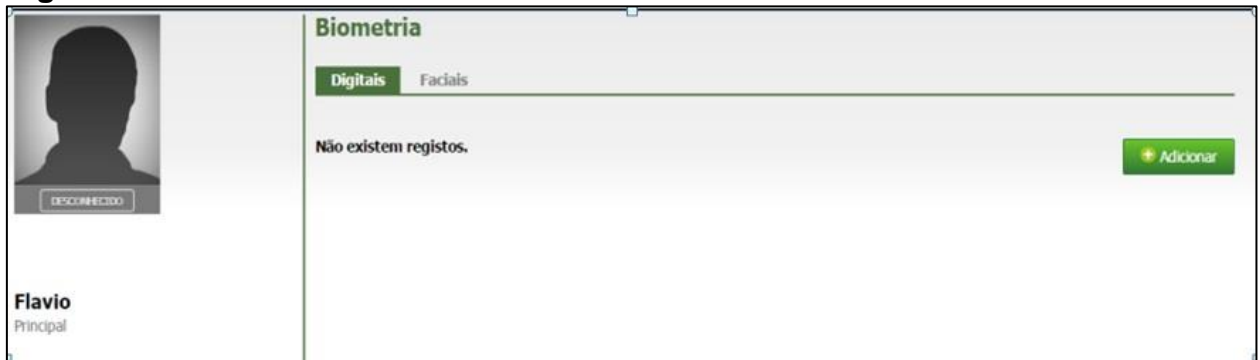 DESCONHECIDO
Flavio
Principal
Biometria
Digitais Faciais
Não existem registos.
Adicionar